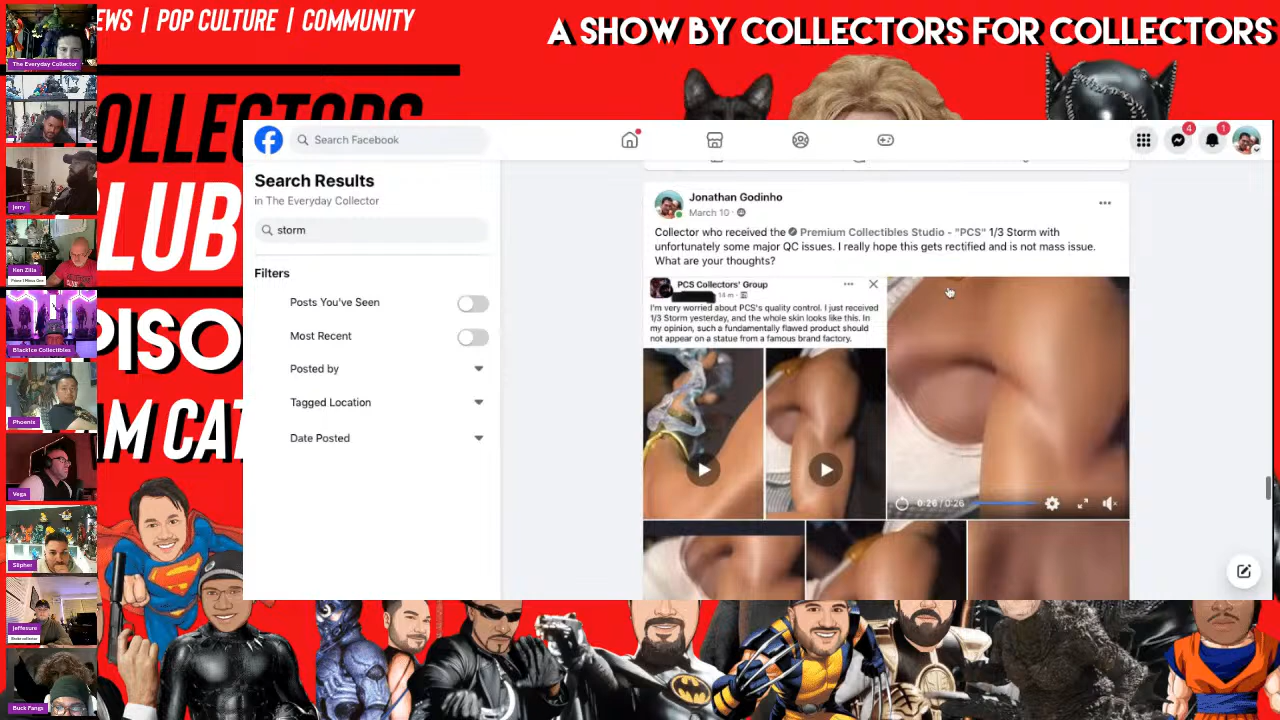 EWS | POP CULTURE | COMMUNITY
A SHOW BY COLLECTORS FOR COLLECTORS
OLLECTORS
LUB
PISO
M CAT
The Everyday Collector
Jerry
Ken Zilla
BlackIce Collectibles
Phoenix
Vega
Slipher
Jeffesure
Buck Fangs
Search Facebook
4
1
Search Results
in The Everyday Collector
storm
Filters
Posts You've Seen
Most Recent
Posted by
Tagged Location
Date Posted
Jonathan Godinho
March 10 ·
Collector who received the Premium Collectibles Studio - "PCS" 1/3 Storm with
unfortunately some major QC issues. I really hope this gets rectified and is not mass issue.
What are your thoughts?
PCS Collectors' Group
14 m ·
I'm very worried about PCS's quality control. I just received
1/3 Storm yesterday, and the whole skin looks like this. In
my opinion, such a fundamentally flawed product should
not appear on a statue from a famous brand factory.
0:26 / 0:26